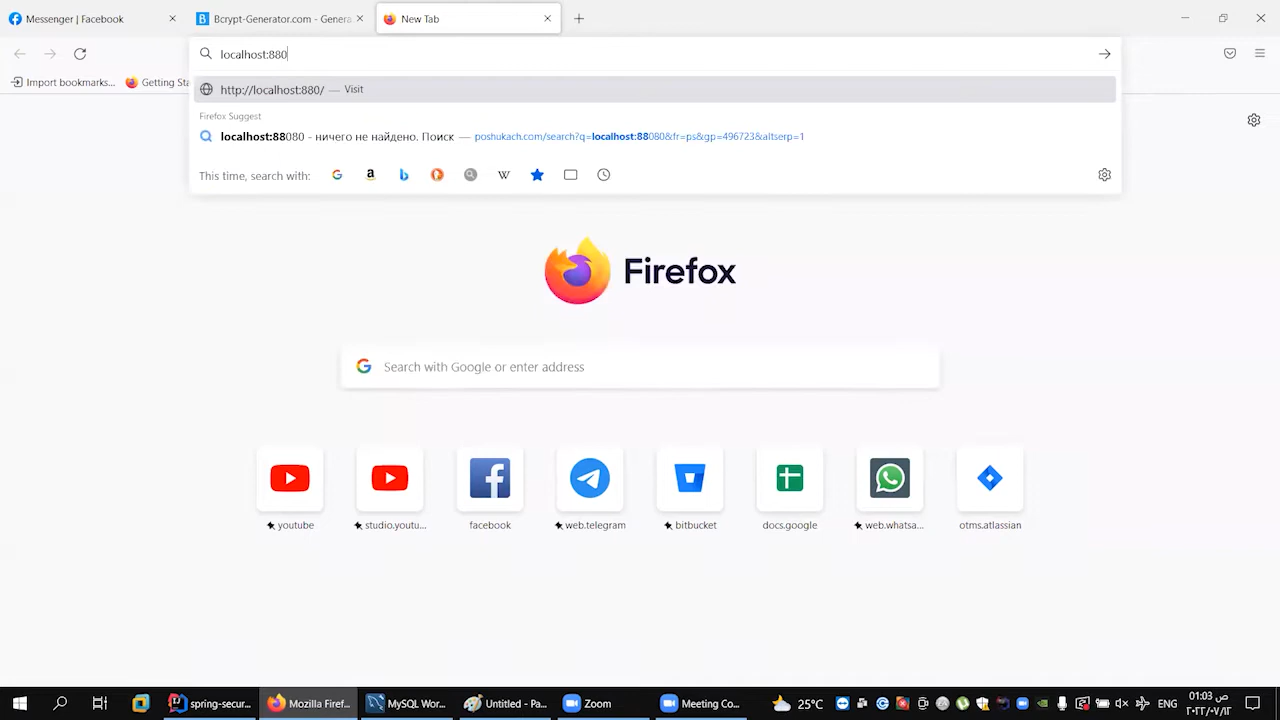 Messenger | Facebook
Bcrypt-Generator.com - Genera
New Tab
localhost:880
Import bookmarks...
Getting Sta
http://localhost:880/ — Visit
Firefox Suggest
localhost:88080 - ничего не найдено. Поиск — poshukach.com/search?q=localhost:88080&fr=ps&gp=496723&altserp=1
This time, search with:
Firefox
Search with Google or enter address
youtube
studio.youtu...
facebook
web.telegram
bitbucket
docs.google
web.whatsa...
otms.atlassian
spring-secur...
Mozilla Firef...
MySQL Wor...
Untitled - Pa...
Zoom
Meeting Co...
25°C
ENG
01:03 ص